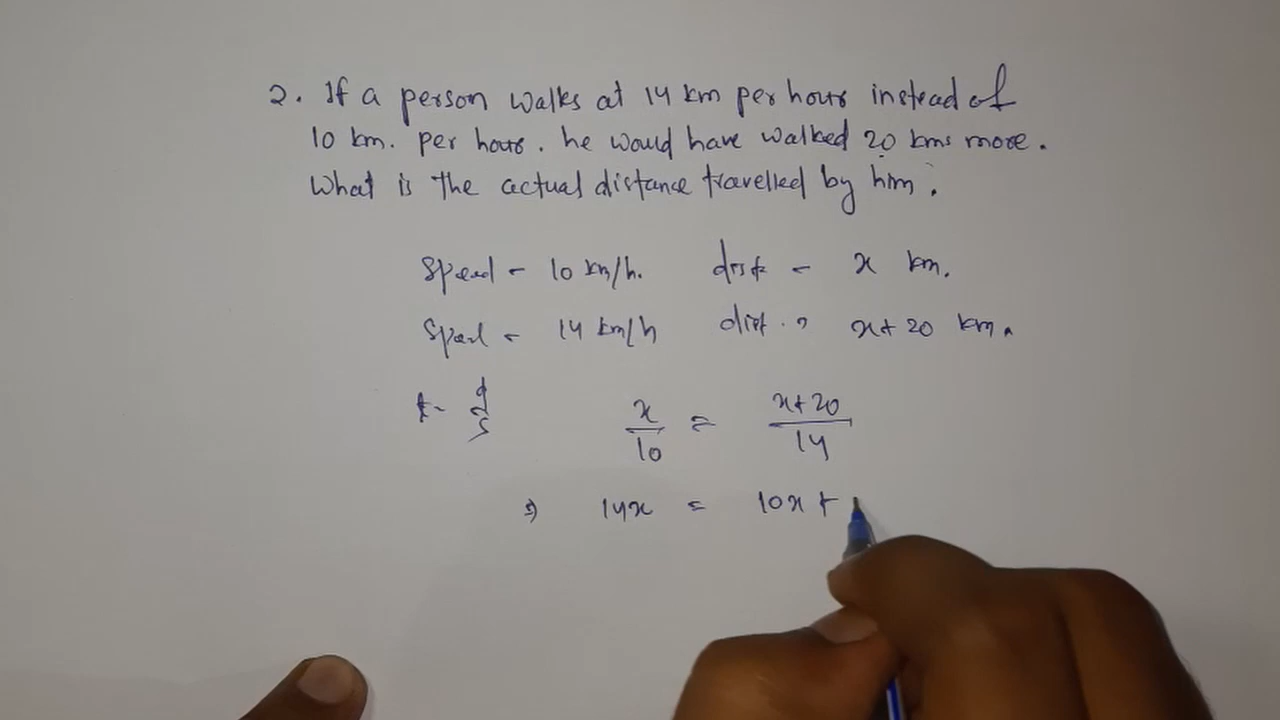 2. If a person walks at 14 km per hour instead of
10 km. per hour. he would have walked 20 kms more.
What is the actual distance travelled by him.
Speed = 10 km/h. dist = x km.
Speed = 14 km/h dist. = x+20 km.
t = d/s x/10 = x+20/14
⇒ 14x = 10x +